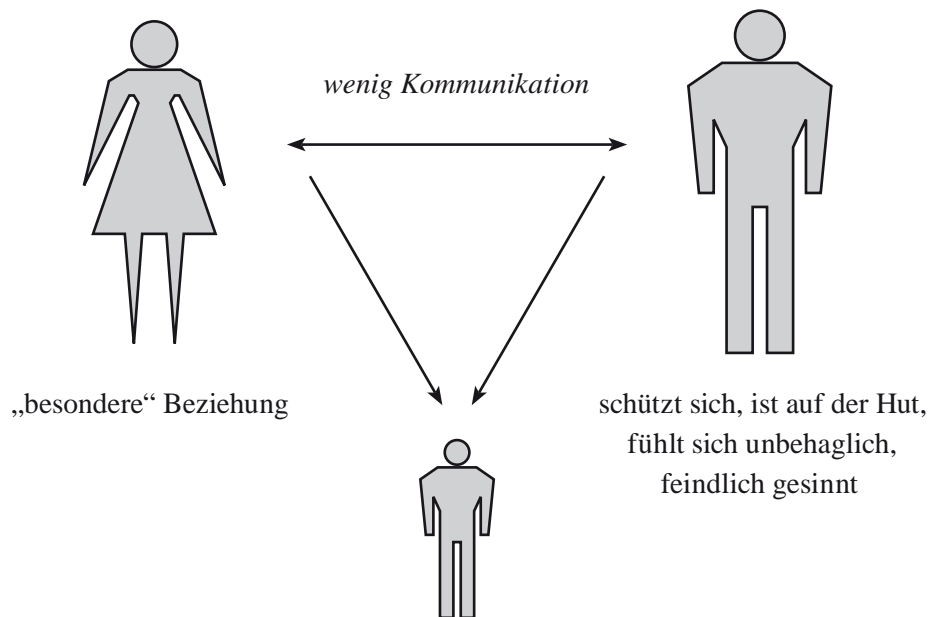 wenig Kommunikation
„besondere“ Beziehung
schützt sich, ist auf der Hut,
fühlt sich unbehaglich,
feindlich gesinnt